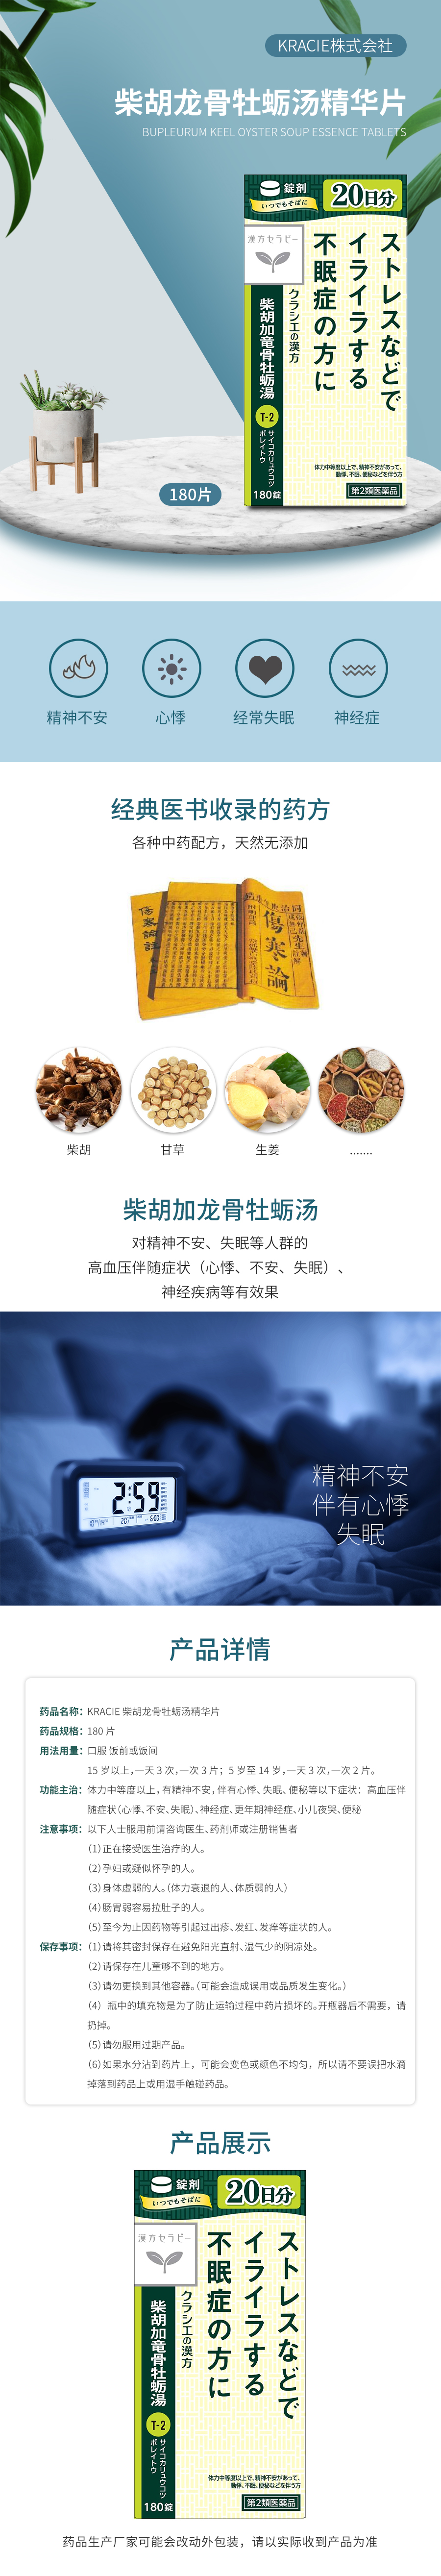 KRACIE株式会社
柴胡龙骨牡蛎汤精华片
BUPLEURUM KEEL OYSTER SOUP ESSENCE TABLETS
錠剤
いつでもそばに
20日分
漢方セラピー
ストレスなどで
イライラする
不眠症の方に
クラシエの漢方
柴胡加竜骨牡蛎湯
T-2
サイコカリュウコツ
ボレイトウ
180錠
体力中等度以上で、精神不安があって、
動悸、不眠、便秘などを伴う方
第2類医薬品
180片
精神不安
心悸
经常失眠
神经症
经典医书收录的药方
各种中药配方，天然无添加
傷寒論
柴胡
甘草
生姜
.......
柴胡加龙骨牡蛎汤
对精神不安、失眠等人群的
高血压伴随症状（心悸、不安、失眠）、
神经疾病等有效果
2:59
精神不安
伴有心悸
失眠
产品详情
药品名称：KRACIE 柴胡龙骨牡蛎汤精华片
药品规格：180 片
用法用量：口服 饭前或饭间
15 岁以上，一天 3 次，一次 3 片；5 岁至 14 岁，一天 3 次，一次 2 片。
功能主治：体力中等度以上，有精神不安，伴有心悸、失眠、便秘等以下症状：高血压伴
随症状（心悸、不安、失眠）、神经症、更年期神经症、小儿夜哭、便秘
注意事项：以下人士服用前请咨询医生、药剂师或注册销售者
（1）正在接受医生治疗的人。
（2）孕妇或疑似怀孕的人。
（3）身体虚弱的人。（体力衰退的人、体质弱的人）
（4）肠胃弱容易拉肚子的人。
（5）至今为止因药物等引起过出疹、发红、发痒等症状的人。
保存事项：（1）请将其密封保存在避免阳光直射、湿气少的阴凉处。
（2）请保存在儿童够不到的地方。
（3）请勿更换到其他容器。（可能会造成误用或品质发生变化。）
（4）瓶中的填充物是为了防止运输过程中药片损坏的。开瓶器后不需要，请
扔掉。
（5）请勿服用过期产品。
（6）如果水分沾到药片上，可能会变色或颜色不均匀，所以请不要误把水滴
掉落到药品上或用湿手触碰药品。
产品展示
錠剤
いつでもそばに
20日分
漢方セラピー
ストレスなどで
イライラする
不眠症の方に
クラシエの漢方
柴胡加竜骨牡蛎湯
T-2
サイコカリュウコツ
ボレイトウ
180錠
体力中等度以上で、精神不安があって、
動悸、不眠、便秘などを伴う方
第2類医薬品
药品生产厂家可能会改动外包装，请以实际收到产品为准